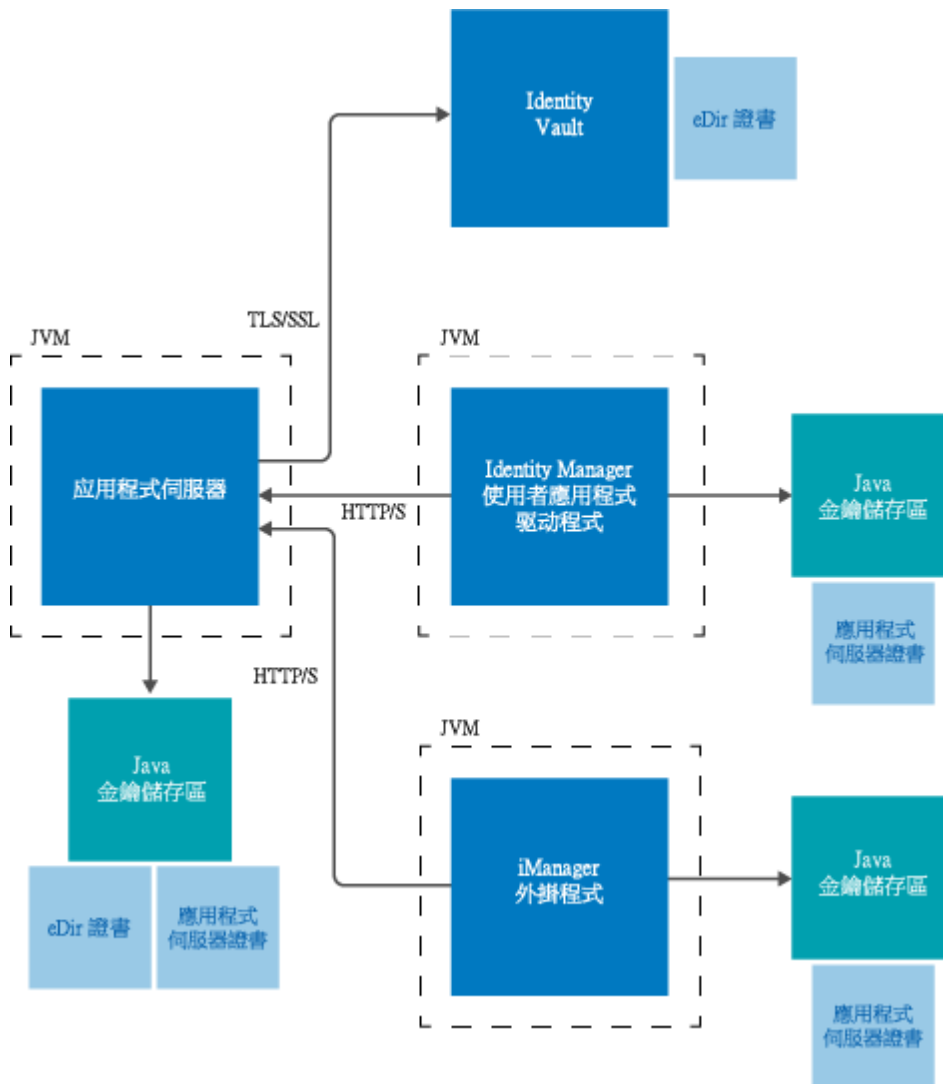 Identity
Vault
eDir 證書
TLS/SSL
JVM
JVM
应用程式伺服器
HTTP/S
Identity Manager
使用者應用程式
驱动程式
Java
金鑰儲存區
應用程式
伺服器證書
HTTP/S
Java
金鑰儲存區
eDir 證書
應用程式
伺服器證書
JVM
iManager
外掛程式
Java
金鑰儲存區
應用程式
伺服器證書